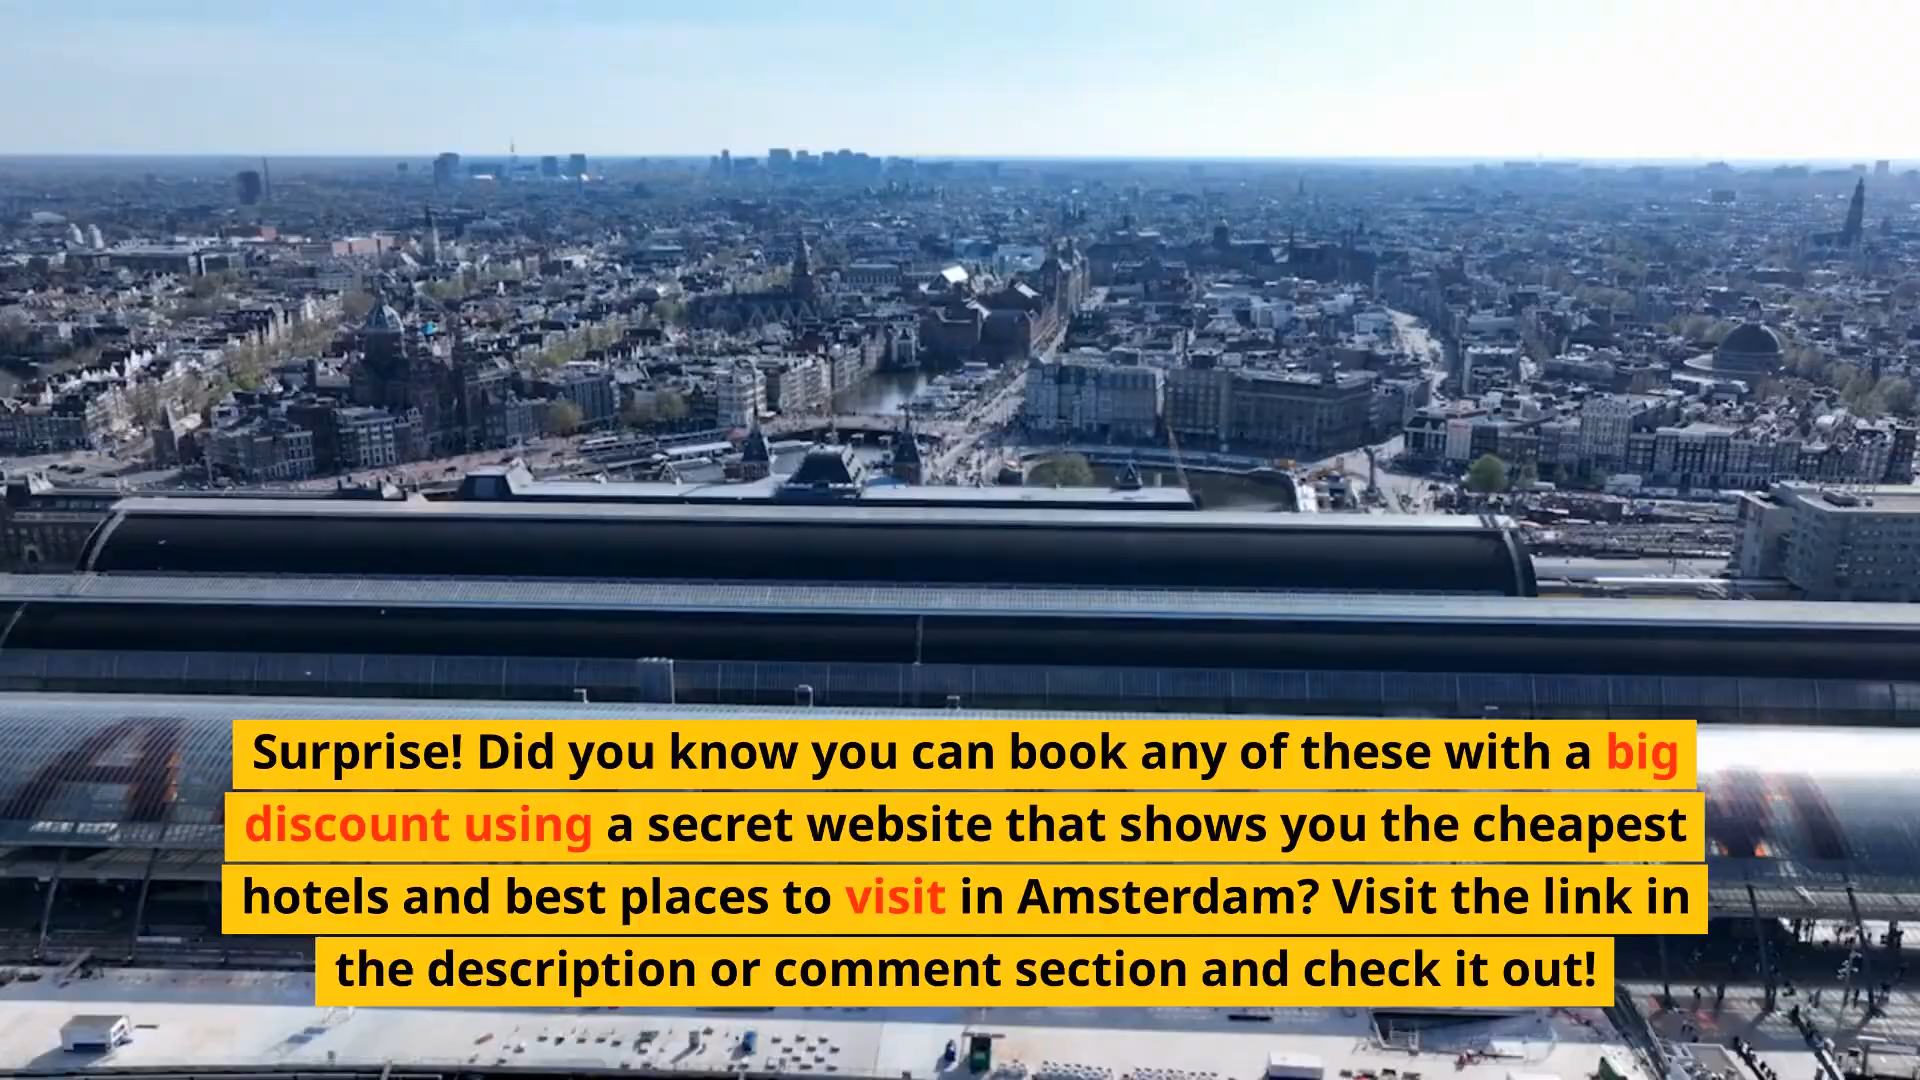 Surprise! Did you know you can book any of these with a big
discount using a secret website that shows you the cheapest
hotels and best places to visit in Amsterdam? Visit the link in
the description or comment section and check it out!